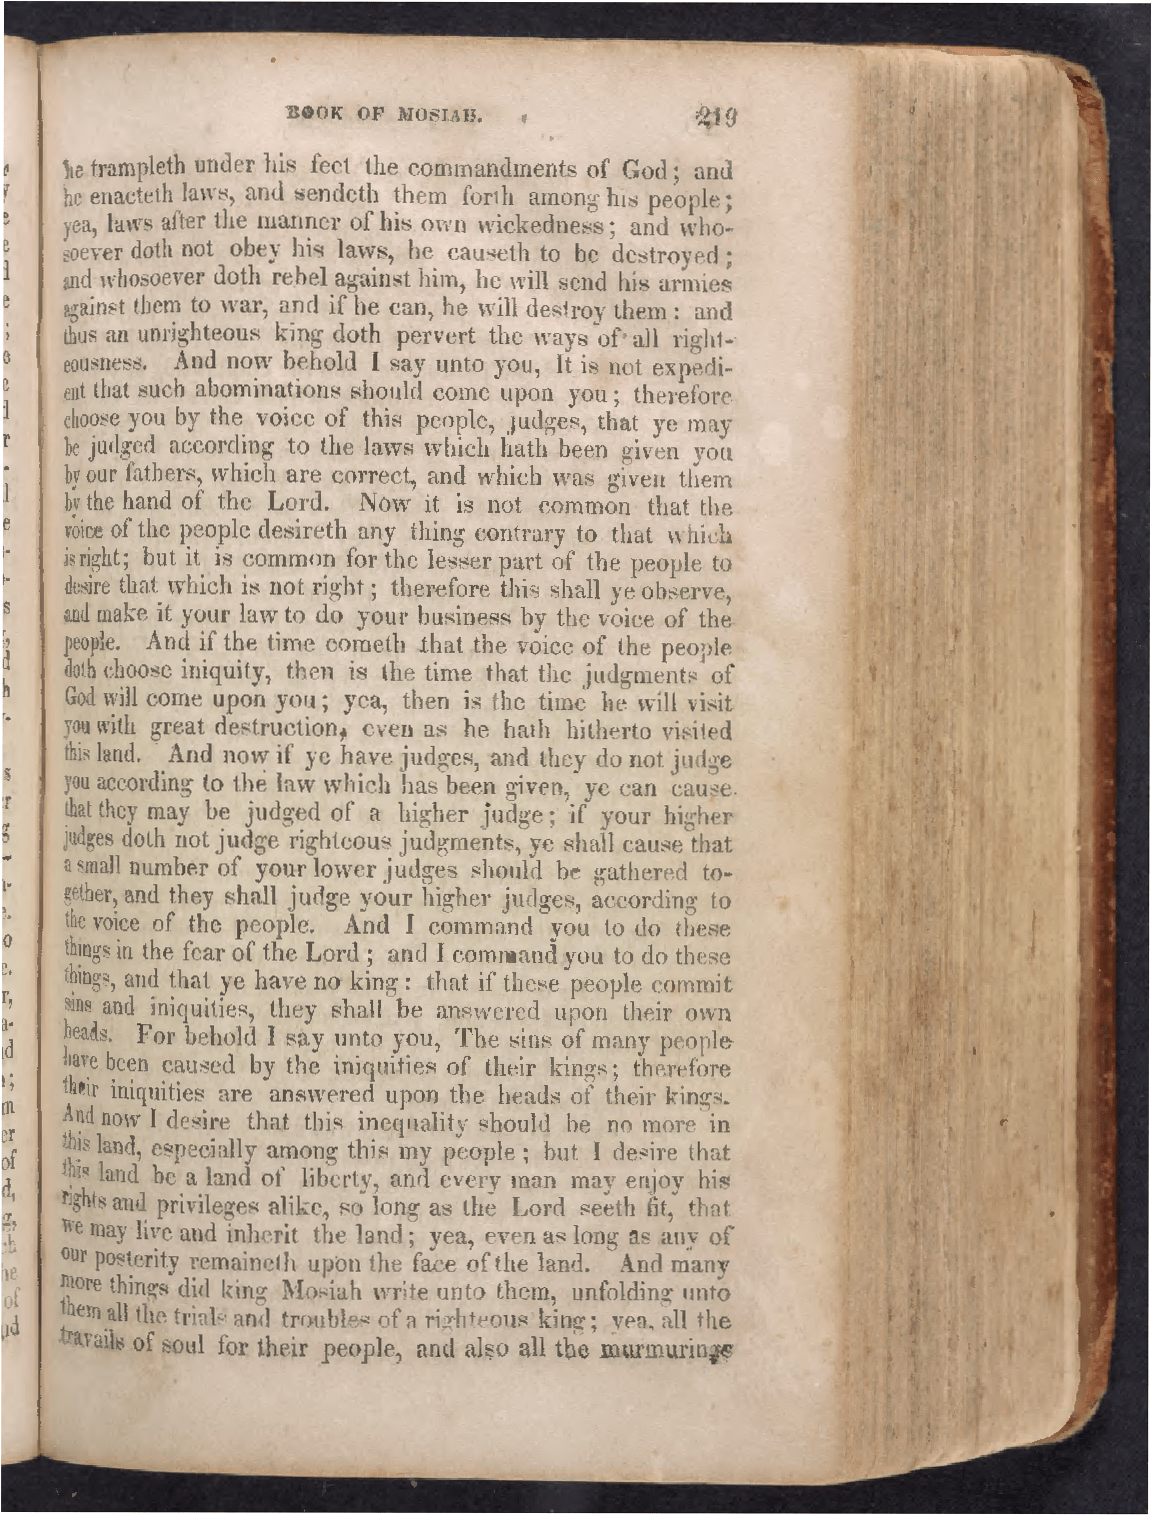 BOOK OF MOSIAH. 219
he trampleth under his feet the commandments of God; and
he enacteth laws, and sendeth them forth among his people;
yea, laws after the manner of his own wickedness; and who-
soever doth not obey his laws, he causeth to be destroyed;
and whosoever doth rebel against him, he will send his armies
against them to war, and if he can, he will destroy them: and
thus an unrighteous king doth pervert the ways of all right-
eousness. And now behold I say unto you, It is not expedi-
ent that such abominations should come upon you; therefore
choose you by the voice of this people, judges, that ye may
be judged according to the laws which hath been given you
by our fathers, which are correct, and which was given them
by the hand of the Lord. Now it is not common that the
voice of the people desireth any thing contrary to that which
is right; but it is common for the lesser part of the people to
desire that which is not right; therefore this shall ye observe,
and make it your law to do your business by the voice of the
people. And if the time cometh that the voice of the people
doth choose iniquity, then is the time that the judgments of
God will come upon you; yea, then is the time he will visit
you with great destruction, even as he hath hitherto visited
this land. And now if ye have judges, and they do not judge
you according to the law which has been given, ye can cause
that they may be judged of a higher judge; if your higher
judges doth not judge righteous judgments, ye shall cause that
a small number of your lower judges should be gathered to-
gether, and they shall judge your higher judges, according to
the voice of the people. And I command you to do these
things in the fear of the Lord; and I command you to do these
things, and that ye have no king: that if these people commit
sins and iniquities, they shall be answered upon their own
heads. For behold I say unto you, The sins of many people
have been caused by the iniquities of their kings; therefore
their iniquities are answered upon the heads of their kings.
And now I desire that this inequality should be no more in
this land, especially among this my people; but I desire that
this land be a land of liberty, and every man may enjoy his
rights and privileges alike, so long as the Lord seeth fit, that
we may live and inherit the land; yea, even as long as any of
our posterity remaineth upon the face of the land. And many
more things did king Mosiah write unto them, unfolding unto
them all the trials and troubles of a righteous king; yea, all the
travails of soul for their people, and also all the murmurings